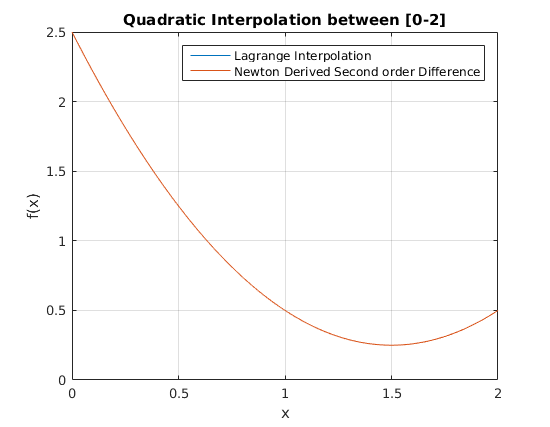 Quadratic Interpolation between [0-2]
2.5
Lagrange Interpolation
Newton Derived Second order Difference
2
1.5
f(x)
1
0.5
0
0 0.5 1 1.5 2
x